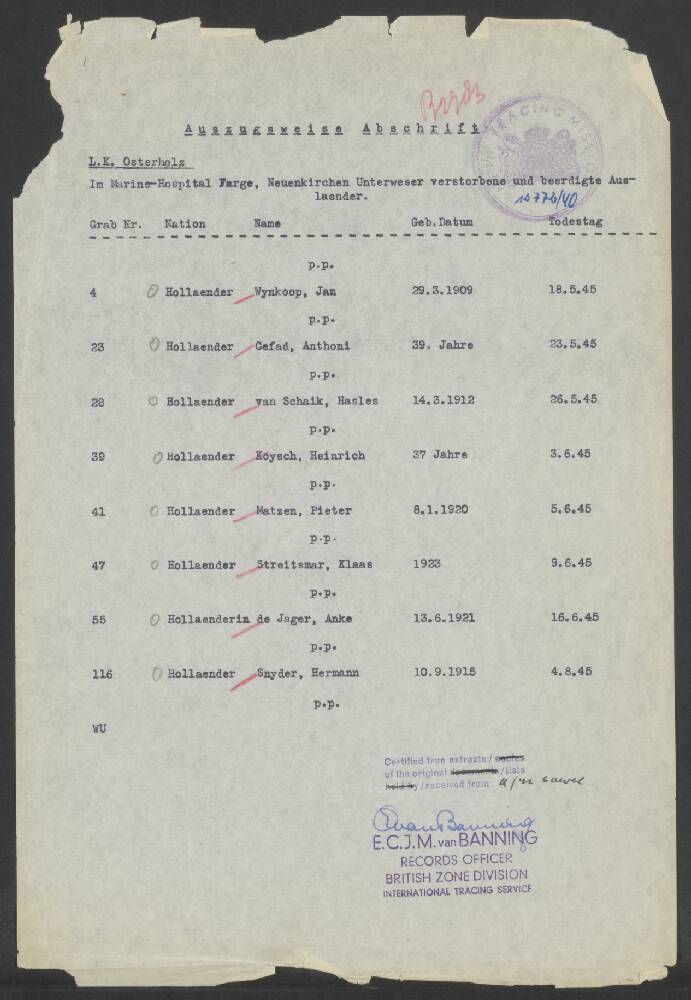 Auszugsweise Abschrift
TRACING MISS
L.K. Osterholz
Im Marine-Hospital Farge, Neuenkirchen Unterweser verstorbene und beerdigte Aus-
laender.
Grab Nr. Nation Name Geb.Datum Todestag
p.p.
4 Hollaender Wynkoop, Jan 29.3.1909 18.5.45
p.p.
23 Hollaender Gefad, Anthoni 39. Jahre 23.5.45
p.p.
28 Hollaender van Schaik, Hasles 14.3.1912 26.5.45
p.p.
39 Hollaender Koysch, Heinrich 37 Jahre 3.6.45
p.p.
41 Hollaender Matzen, Pieter 8.1.1920 5.6.45
p.p.
47 Hollaender Streitsmar, Klaas 1923 9.6.45
p.p.
55 Hollaenderin de Jager, Anke 13.6.1921 16.6.45
p.p.
116 Hollaender Snyder, Hermann 10.9.1915 4.8.45
p.p.
WU
Certified true extracts / copies
of the original documents / lists
held by / received from
E.C.J.M. van BANNING
RECORDS OFFICER
BRITISH ZONE DIVISION
INTERNATIONAL TRACING SERVICE